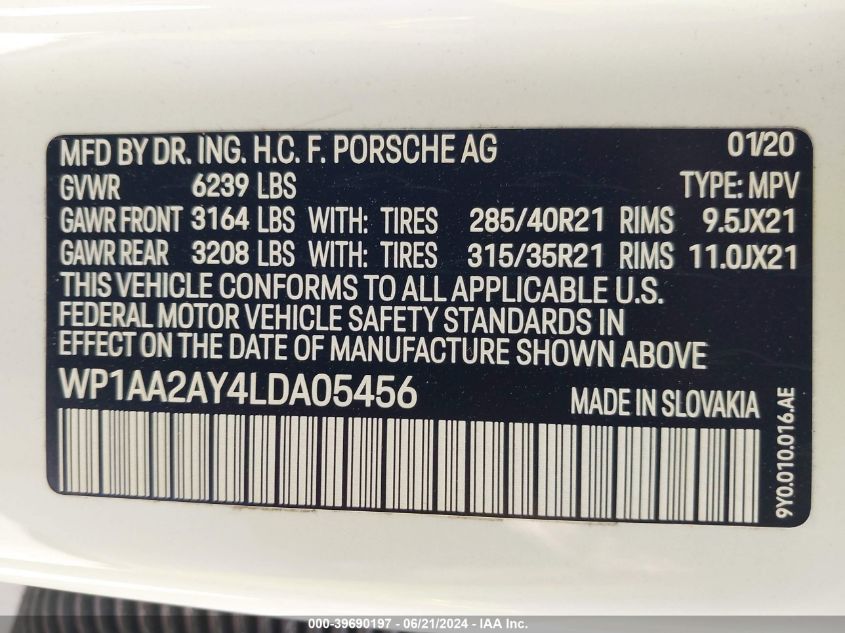 MFD BY DR. ING. H.C. F. PORSCHE AG 01/20
GVWR 6239 LBS TYPE: MPV
GAWR FRONT 3164 LBS WITH: TIRES 285/40R21 RIMS 9.5JX21
GAWR REAR 3208 LBS WITH: TIRES 315/35R21 RIMS 11.0JX21
THIS VEHICLE CONFORMS TO ALL APPLICABLE U.S.
FEDERAL MOTOR VEHICLE SAFETY STANDARDS IN
EFFECT ON THE DATE OF MANUFACTURE SHOWN ABOVE
WP1AA2AY4LDA05456 MADE IN SLOVAKIA
9Y0.010.016.AE
000-39690197 - 06/21/2024 - IAA Inc.